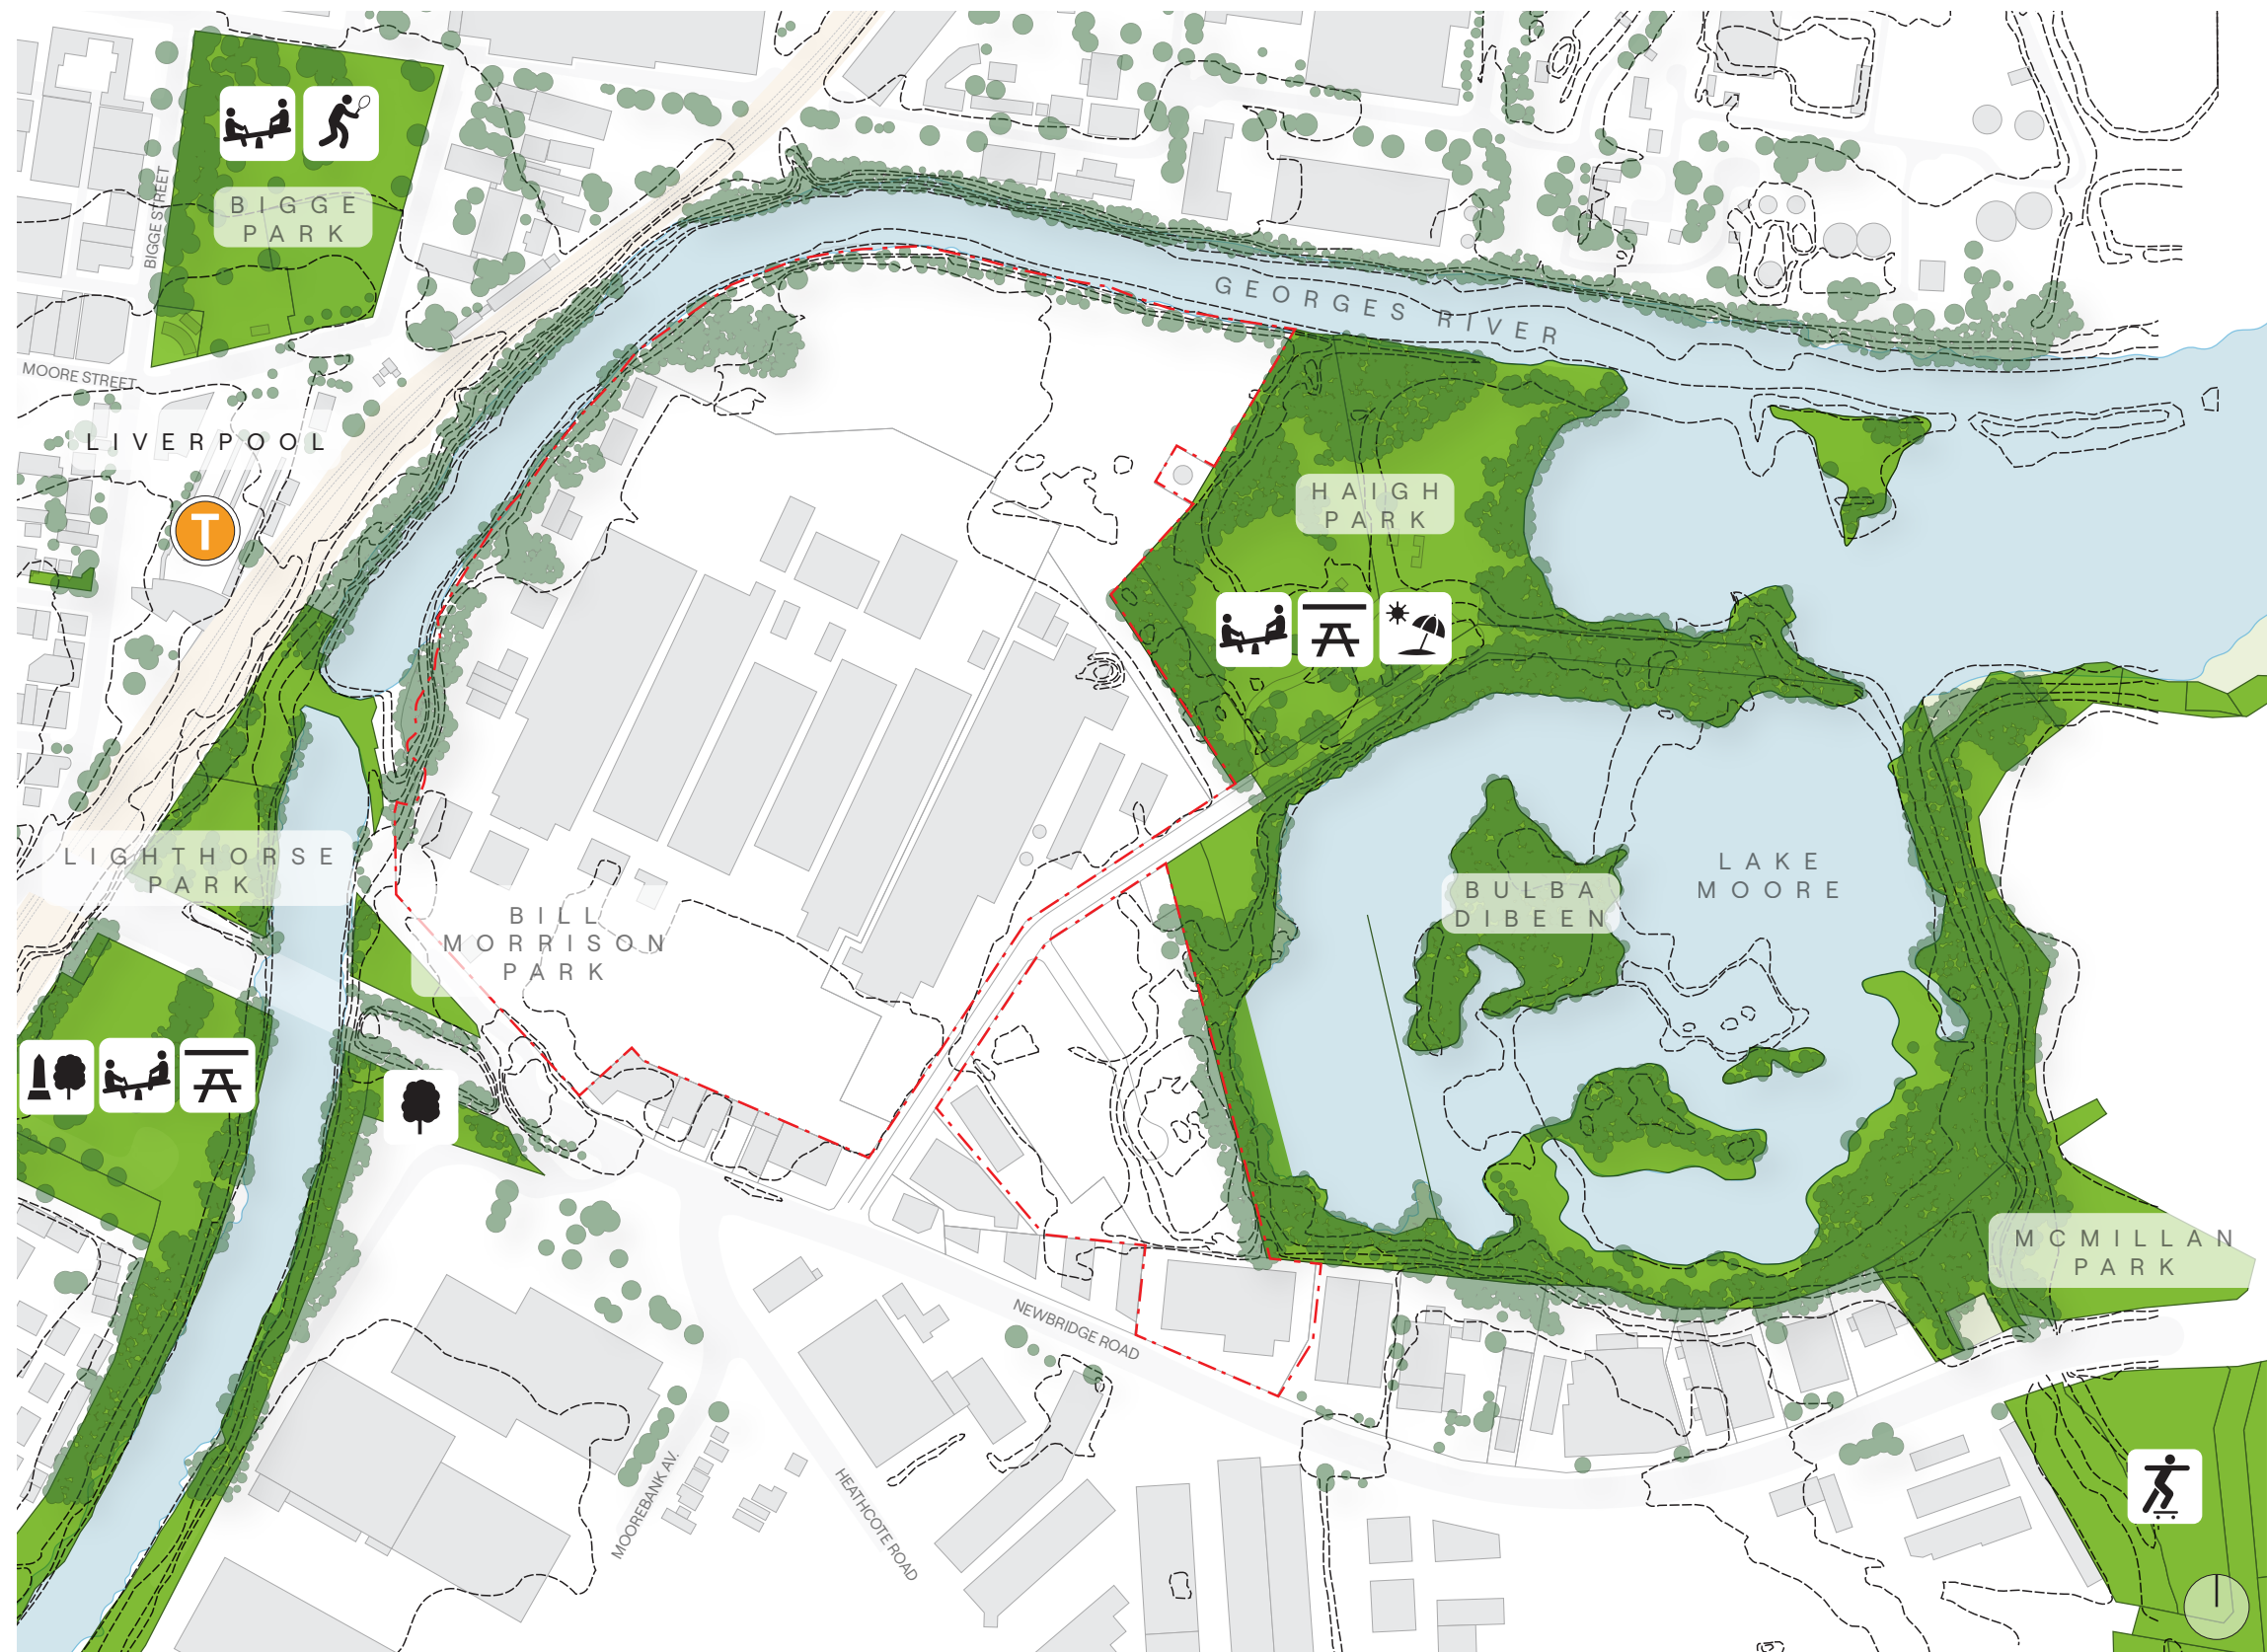 BIGGE
PARK
BIGGE STREET
GEORGES RIVER
MOORE STREET
LIVERPOOL
T
HAIGH
PARK
LIGHTHORSE
PARK
BILL
MORRISON
PARK
BULBA
DIBEEN
LAKE
MOORE
MCMILLAN
PARK
NEWBRIDGE ROAD
MOOREBANK AV.
HEATHCOTE ROAD